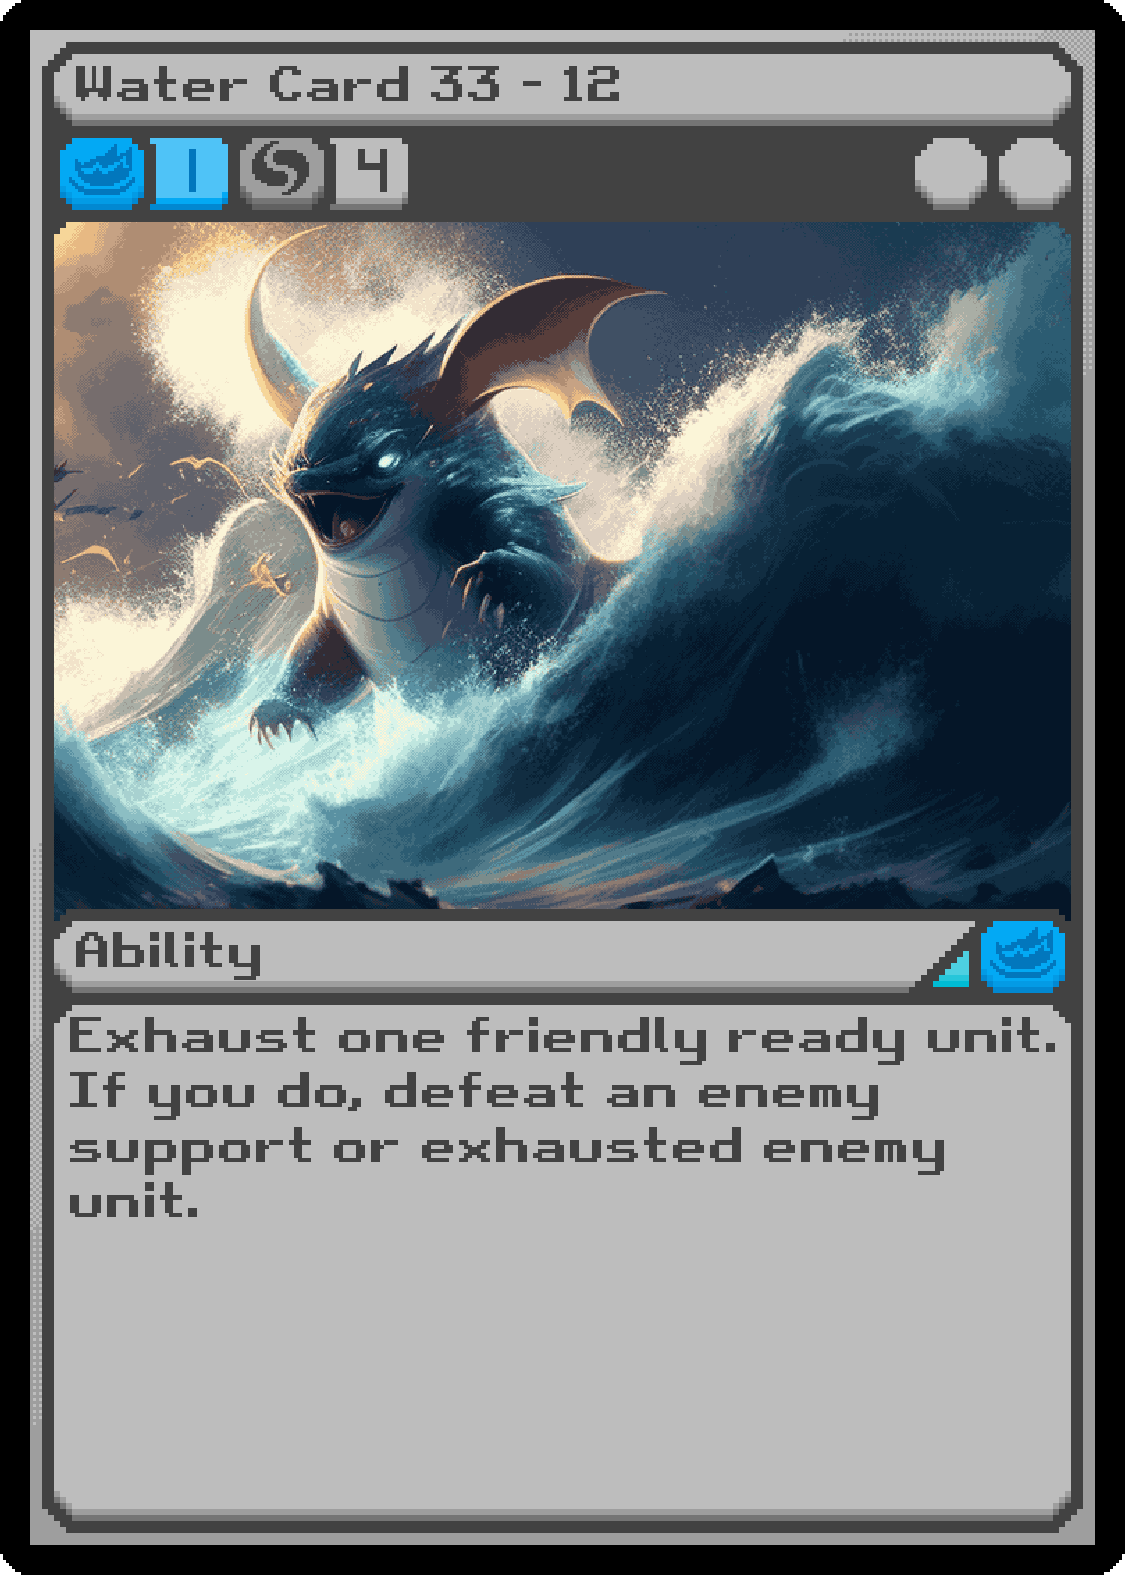 Water Card 33 - 12
1 4
Ability
Exhaust one friendly ready unit.
If you do, defeat an enemy
support or exhausted enemy
unit.